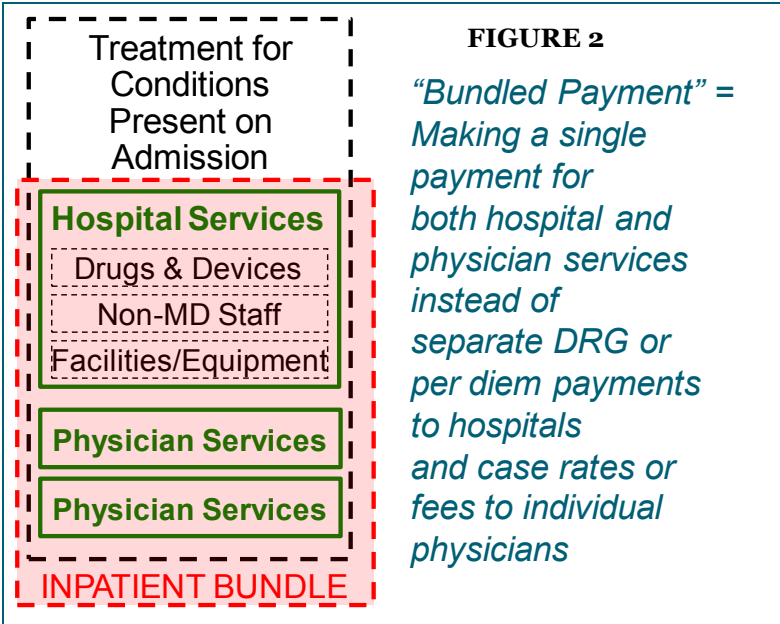 Treatment for
Conditions
Present on
Admission
Hospital Services
Drugs & Devices
Non-MD Staff
Facilities/Equipment
Physician Services
Physician Services
INPATIENT BUNDLE
FIGURE 2
“Bundled Payment” =
Making a single
payment for
both hospital and
physician services
instead of
separate DRG or
per diem payments
to hospitals
and case rates or
fees to individual
physicians